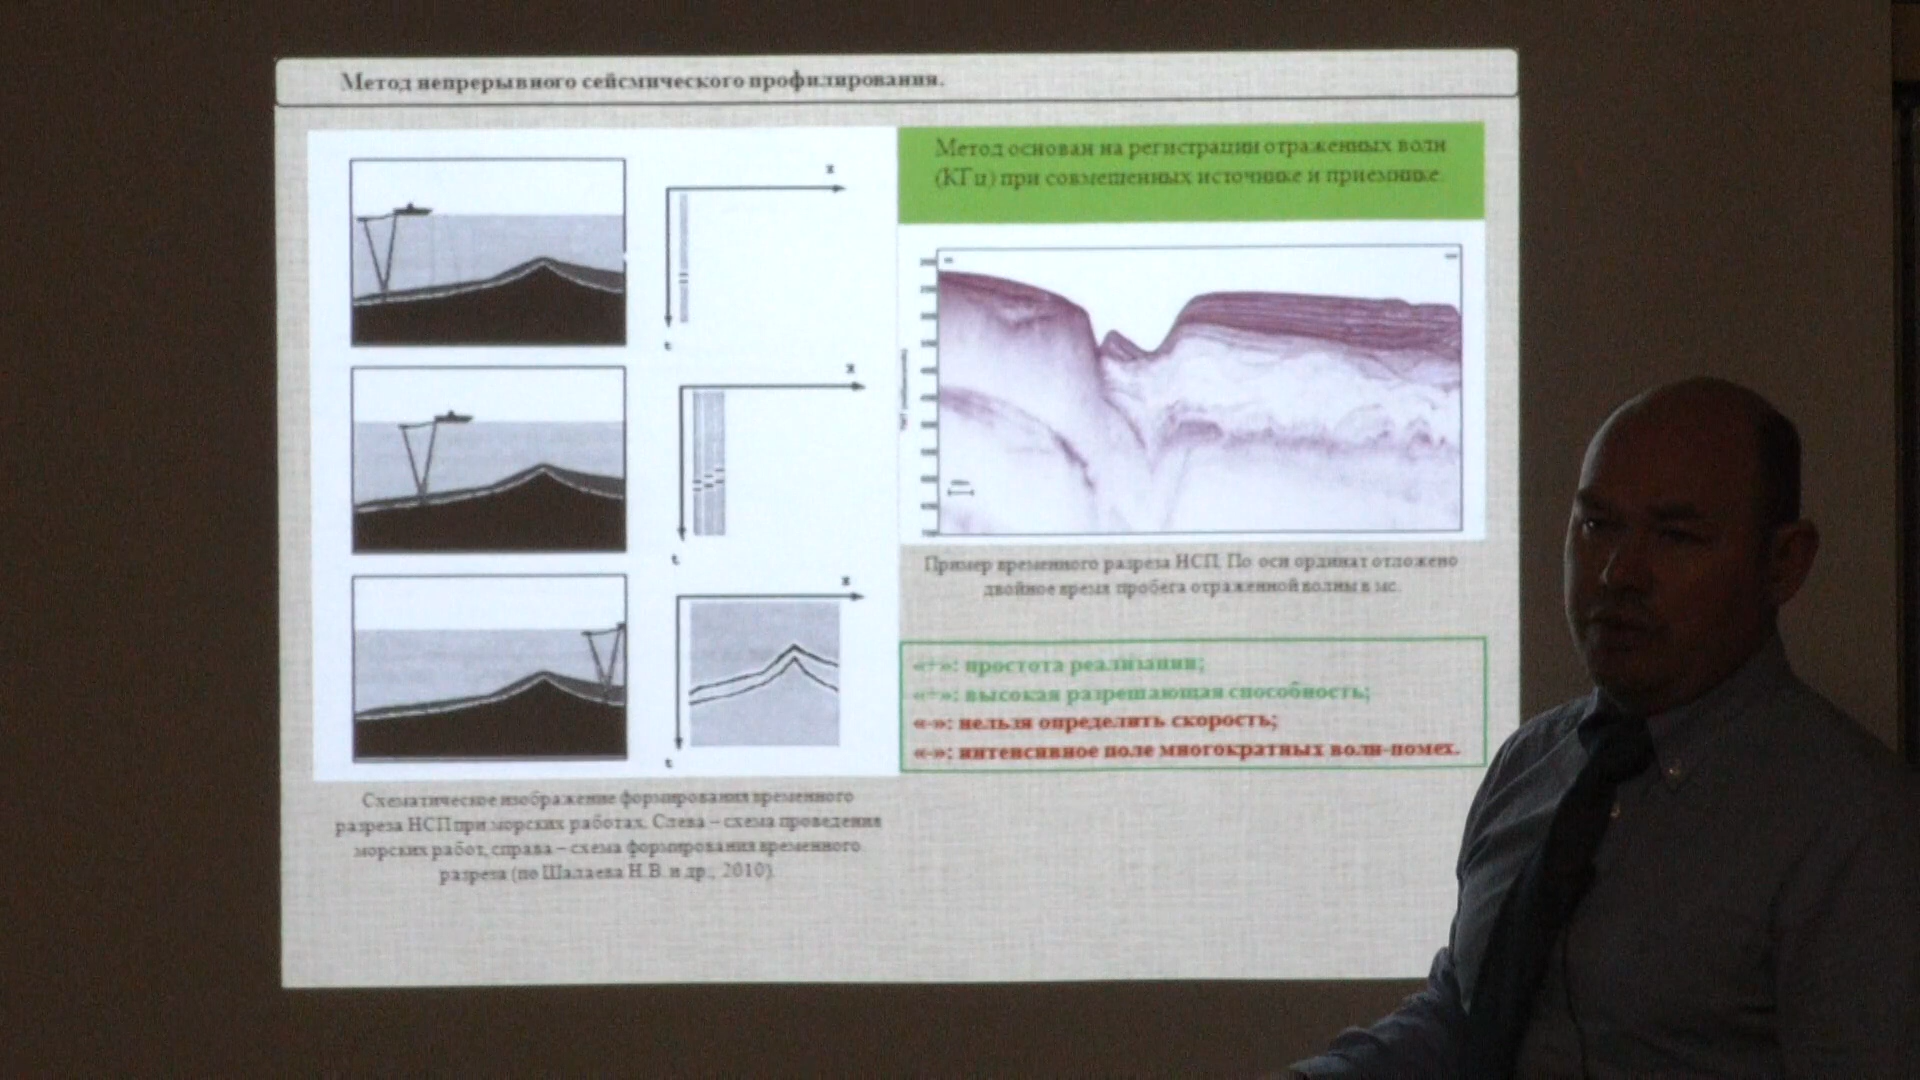 Метод непрерывного сейсмического профилирования.
x
t
x
t
x
t
Схематическое изображение формирования временного
разреза НСП при морских работах. Слева – схема проведения
морских работ, справа – схема формирования временного
разреза (по Шалаева Н.В. и др., 2010)
Метод основан на регистрации отраженных волн
(КГц) при совмещенных источнике и приемнике.
Пример временного разреза НСП. По оси ординат отложено
двойное время пробега отраженной волны в мс.
«+»: простота реализации;
«+»: высокая разрешающая способность;
«-»: нельзя определить скорость;
«-»: интенсивное поле многократных волн-помех.